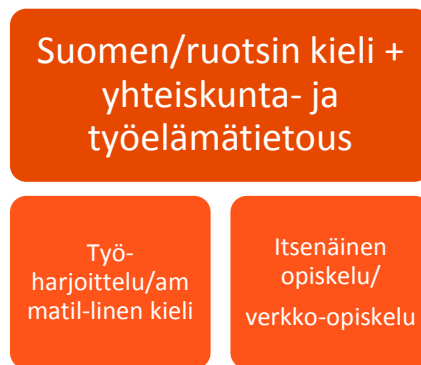 Suomen/ruotsin kieli +
yhteiskunta- ja
työelämätietous
Työ-
harjoittelu/am
matil-linen kieli
Itsenäinen
opiskelu/
verkko-opiskelu